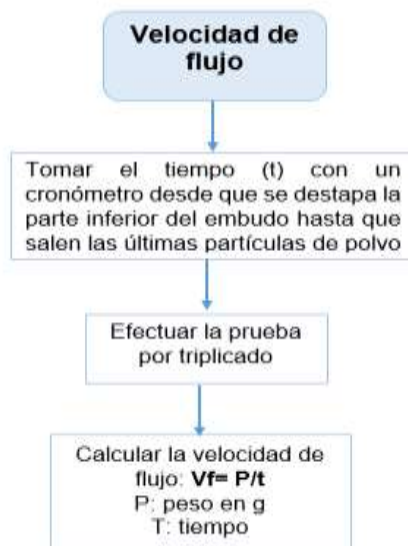 Velocidad de
flujo
Tomar el tiempo (t) con un
cronómetro desde que se destapa la
parte inferior del embudo hasta que
salen las últimas partículas de polvo
Efectuar la prueba
por triplicado
Calcular la velocidad de
flujo: Vf= P/t
P: peso en g
T: tiempo